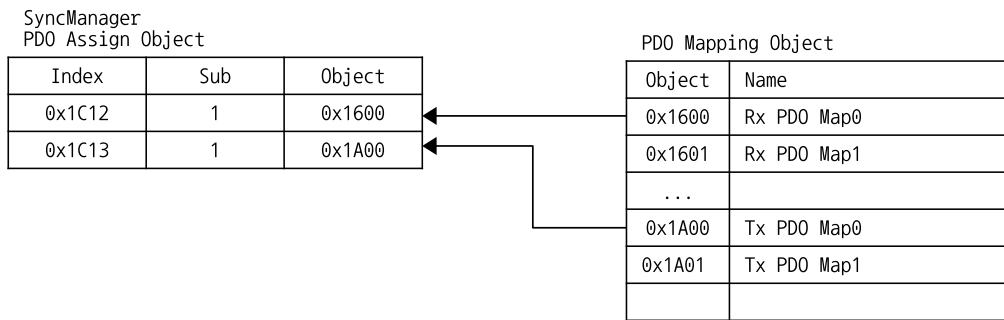 SyncManager
PDO Assign Object
Index Sub Object
0x1C12 1 0x1600
0x1C13 1 0x1A00
PDO Mapping Object
Object Name
0x1600 Rx PDO Map0
0x1601 Rx PDO Map1
...
0x1A00 Tx PDO Map0
0x1A01 Tx PDO Map1